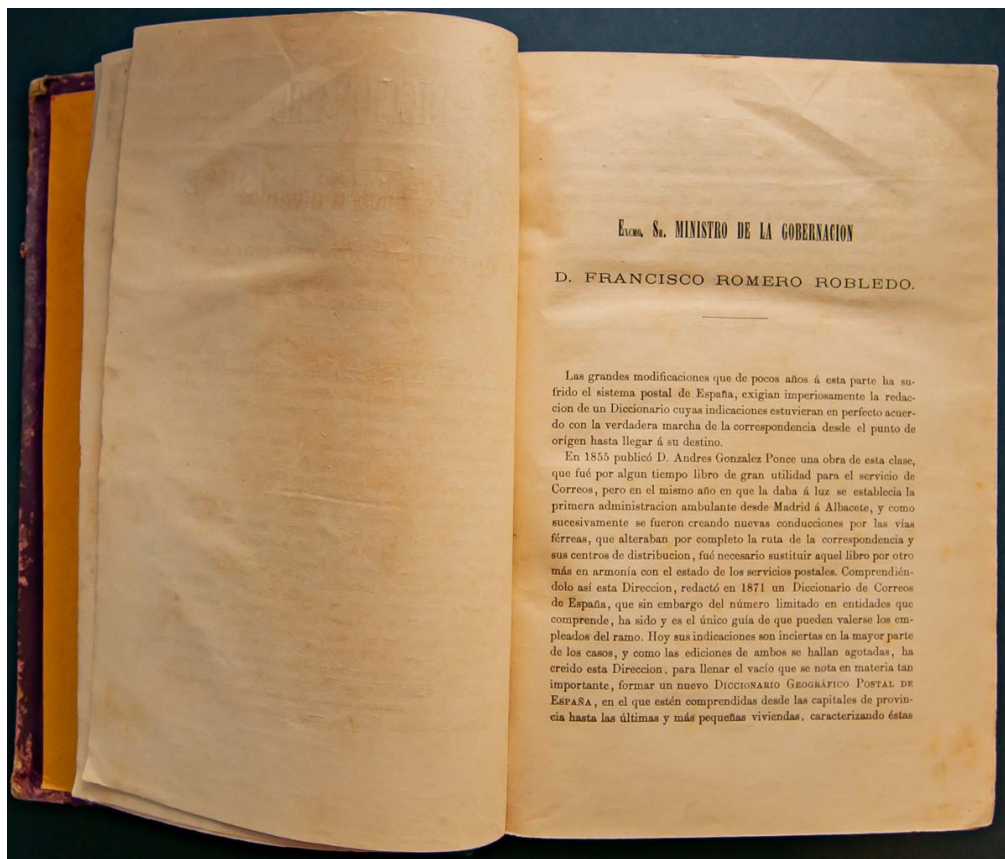 DICCIONARIO
Excmo. Sr. MINISTRO DE LA GOBERNACION
D. FRANCISCO ROMERO ROBLEDO.
Las grandes modificaciones que de pocos años á esta parte ha su-
frido el sistema postal de España, exigian imperiosamente la redac-
cion de un Diccionario cuyas indicaciones estuvieran en perfecto acuer-
do con la verdadera marcha de la correspondencia desde el punto de
orígen hasta llegar á su destino.
En 1855 publicó D. Andres Gonzalez Ponce una obra de esta clase,
que fué por algun tiempo libro de gran utilidad para el servicio de
Correos, pero en el mismo año en que la daba á luz se establecia la
primera administracion ambulante desde Madrid á Albacete, y como
sucesivamente se fueron creando nuevas conducciones por las vías
férreas, que alteraban por completo la ruta de la correspondencia y
sus centros de distribucion, fué necesario sustituir aquel libro por otro
más en armonía con el estado de los servicios postales. Comprendién-
dolo así esta Direccion, redactó en 1871 un Diccionario de Correos
de España, que sin embargo del número limitado en entidades que
comprende, ha sido y es el único guía de que pueden valerse los em-
pleados del ramo. Hoy sus indicaciones son inciertas en la mayor parte
de los casos, y como las ediciones de ambos se hallan agotadas, ha
creido esta Direccion, para llenar el vacío que se nota en materia tan
importante, formar un nuevo DICCIONARIO GEOGRÁFICO POSTAL DE
ESPAÑA, en el que estén comprendidas desde las capitales de provin-
cia hasta las últimas y más pequeñas viviendas, caracterizando éstas